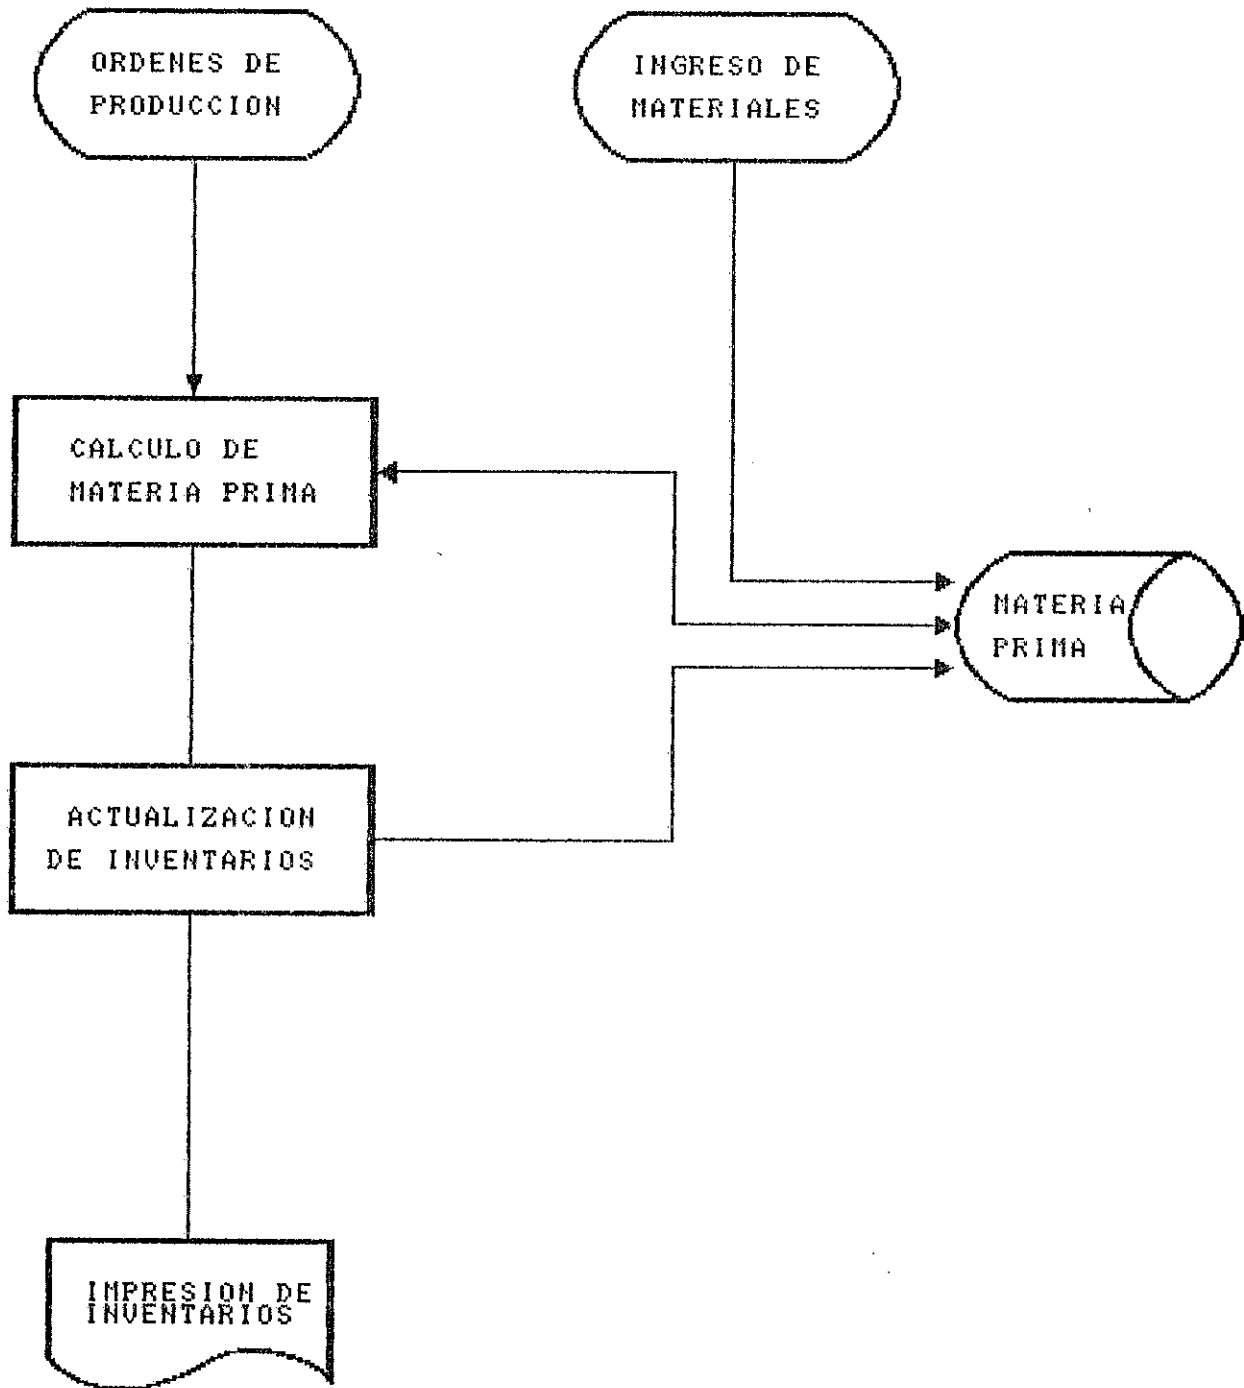 ORDENES DE
PRODUCCION
INGRESO DE
MATERIALES
CALCULO DE
MATERIA PRIMA
MATERIA
PRIMA
ACTUALIZACION
DE INVENTARIOS
IMPRESION DE
INVENTARIOS